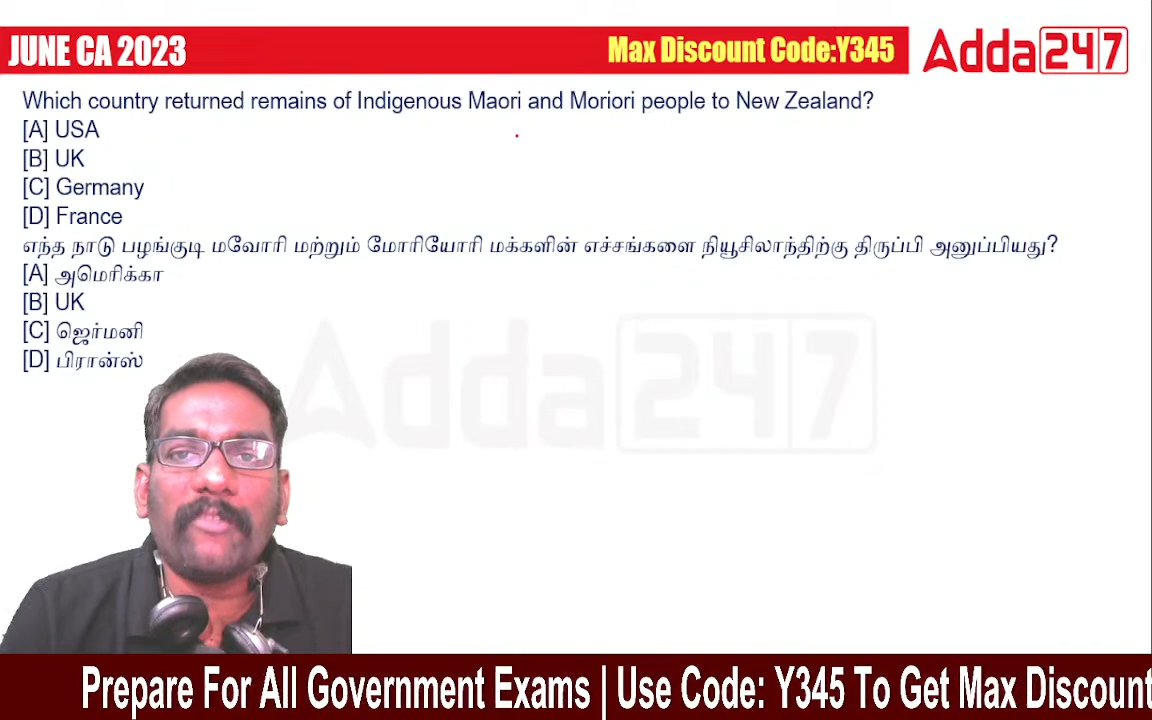 JUNE CA 2023
Max Discount Code:Y345
Adda247
Which country returned remains of Indigenous Maori and Moriori people to New Zealand?
[A] USA
[B] UK
[C] Germany
[D] France
எந்த நாடு பழங்குடி மவோரி மற்றும் மோரியோரி மக்களின் எச்சங்களை நியூசிலாந்திற்கு திருப்பி அனுப்பியது?
[A] அமெரிக்கா
[B] UK
[C] ஜெர்மனி
[D] பிரான்ஸ்
Adda247
Prepare For All Government Exams | Use Code: Y345 To Get Max Discount